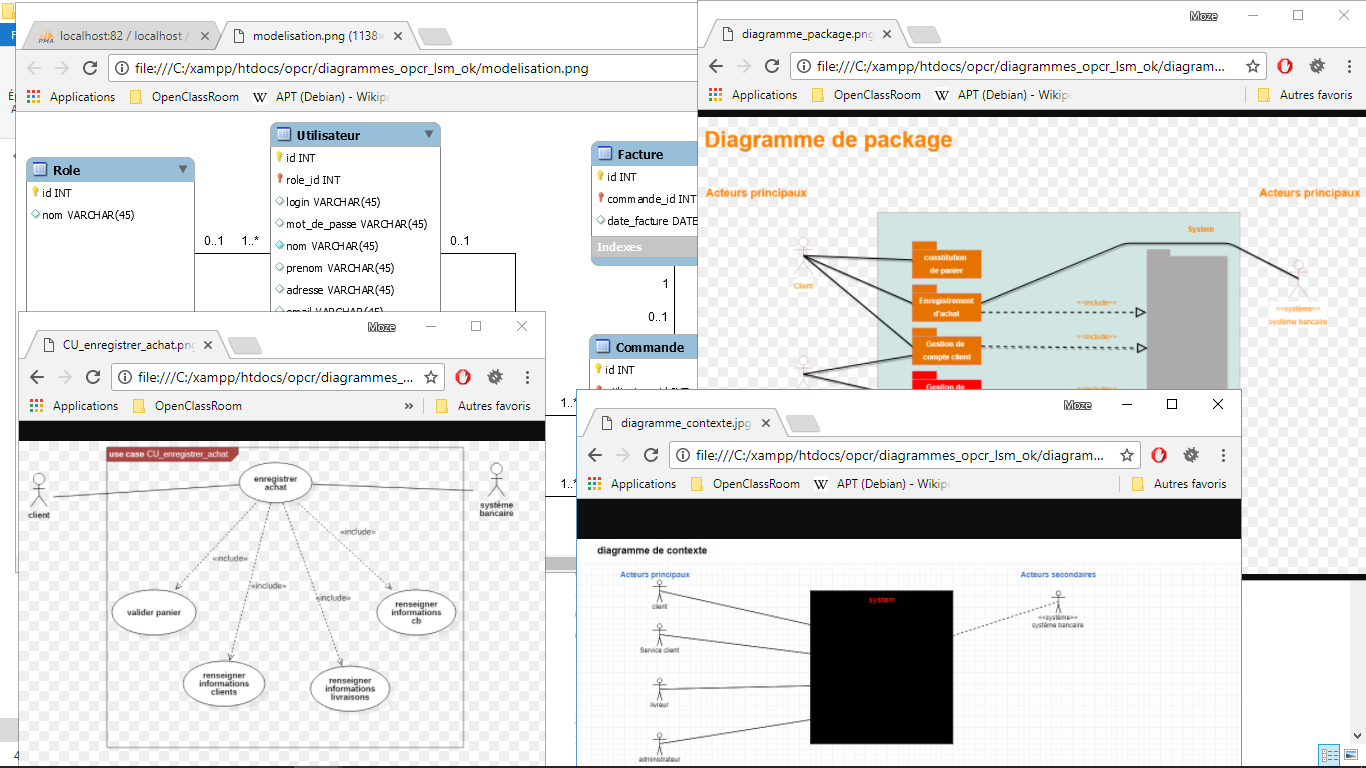 localhost:82 / localhost /
modelisation.png (1138×
file:///C:/xampp/htdocs/opcr/diagrammes_opcr_lsm_ok/modelisation.png
Applications
OpenClassRoom
APT (Debian) - Wikipe
Role
id INT
nom VARCHAR(45)
0..1
1..*
Utilisateur
id INT
role_id INT
login VARCHAR(45)
mot_de_passe VARCHAR(45)
nom VARCHAR(45)
prenom VARCHAR(45)
adresse VARCHAR(45)
email VARCHAR(45)
0..1
Facture
id INT
commande_id INT
date_facture DATE
Indexes
1
0..1
Commande
id INT
1..*
1..*
Moze
diagramme_package.png
file:///C:/xampp/htdocs/opcr/diagrammes_opcr_lsm_ok/diagram...
Applications
OpenClassRoom
APT (Debian) - Wikipe
Autres favoris
Diagramme de package
Acteurs principaux
Acteurs principaux
System
Client
constitution
de panier
Enregistrement
d'achat
Gestion de
compte client
Gestion de
<<include>>
<<include>>
<<include>>
<<système>>
système bancaire
Moze
CU_enregistrer_achat.png
file:///C:/xampp/htdocs/opcr/diagrammes_...
Applications
OpenClassRoom
»
Autres favoris
use case CU_enregistrer_achat
enregistrer
achat
client
système
bancaire
«include»
«include»
«include»
«include»
valider panier
renseigner
informations
clients
renseigner
informations
livraisons
renseigner
informations
cb
Moze
diagramme_contexte.jpg
file:///C:/xampp/htdocs/opcr/diagrammes_opcr_lsm_ok/diagram...
Applications
OpenClassRoom
APT (Debian) - Wikipe
Autres favoris
diagramme de contexte
Acteurs principaux
Acteurs secondaires
client
Service client
livreur
administrateur
system
<<système>>
système bancaire